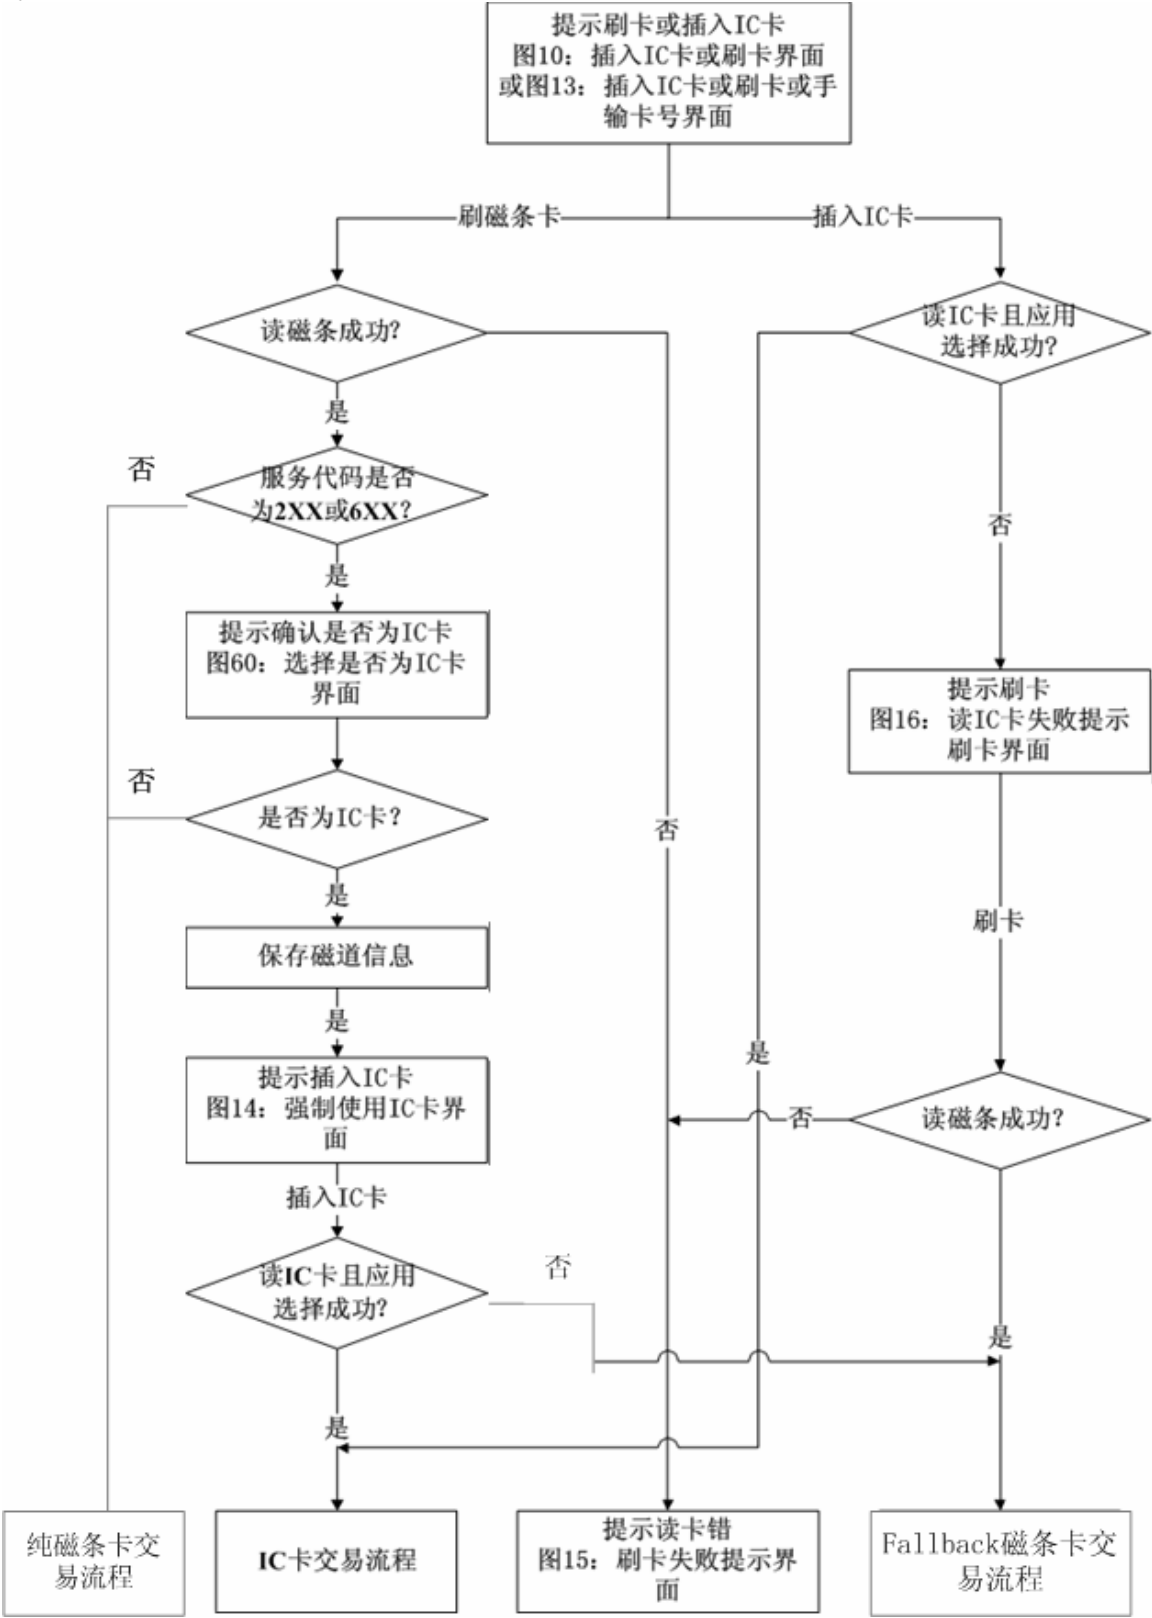 提示刷卡或插入IC卡
图10：插入IC卡或刷卡界面
或图13：插入IC卡或刷卡或手
输卡号界面
刷磁条卡
插入IC卡
读磁条成功?
读IC卡且应用
选择成功?
是
否
服务代码是否
为2XX或6XX?
否
是
提示确认是否为IC卡
图60：选择是否为IC卡
界面
提示刷卡
图16：读IC卡失败提示
刷卡界面
否
是否为IC卡?
否
是
刷卡
保存磁道信息
是
是
提示插入IC卡
图14：强制使用IC卡界
面
否
读磁条成功?
插入IC卡
读IC卡且应用
选择成功?
否
是
是
纯磁条卡交
易流程
IC卡交易流程
提示读卡错
图15：刷卡失败提示界
面
Fallback磁条卡交
易流程